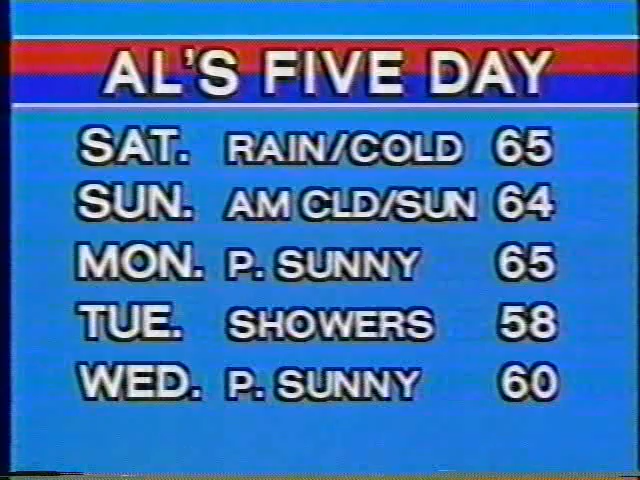 AL'S FIVE DAY
SAT. RAIN/COLD 65
SUN. AM CLD/SUN 64
MON. P. SUNNY 65
TUE. SHOWERS 58
WED. P. SUNNY 60